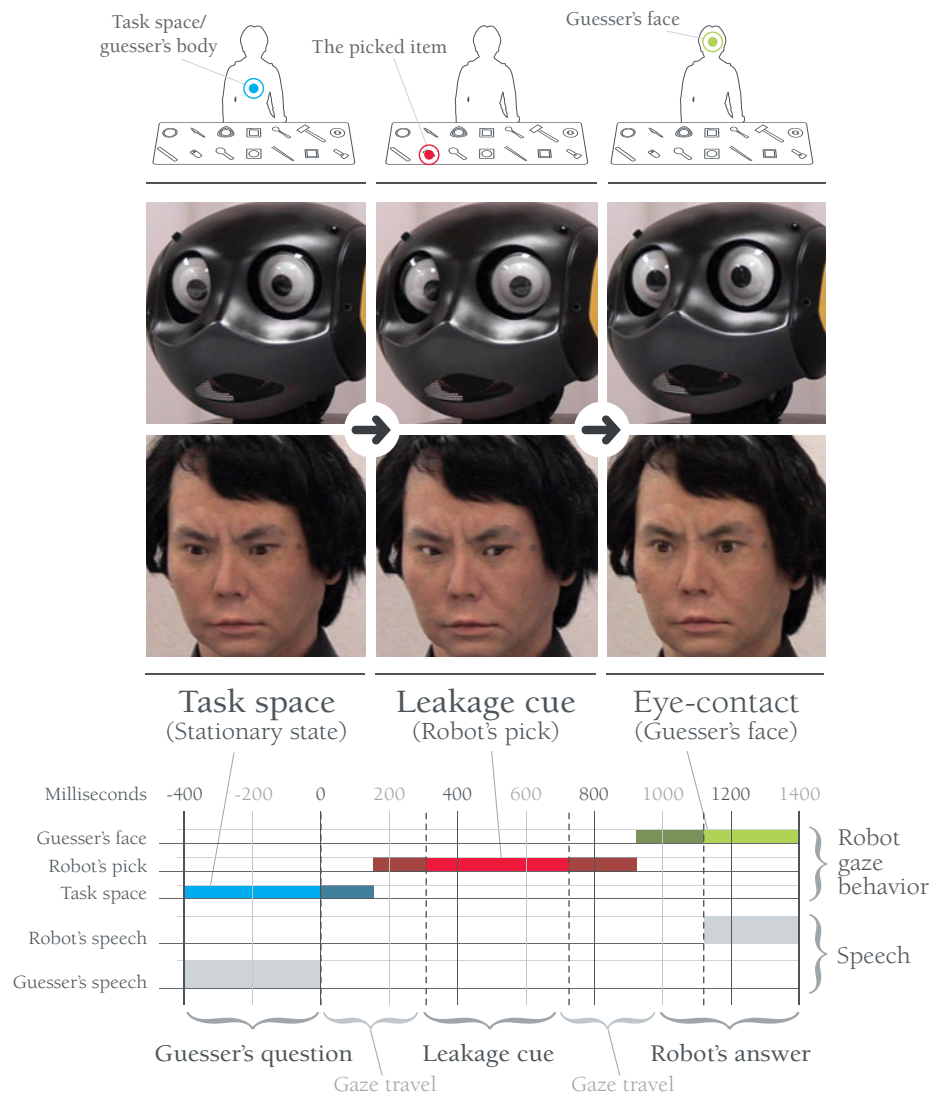 Task space/
guesser's body
The picked item
Guesser's face
Task space
(Stationary state)
Leakage cue
(Robot's pick)
Eye-contact
(Guesser's face)
Milliseconds -400 -200 0 200 400 600 800 1000 1200 1400
Guesser's face
Robot's pick
Task space
Robot's speech
Guesser's speech
Robot
gaze
behavior
Speech
Guesser's question
Leakage cue
Robot's answer
Gaze travel
Gaze travel